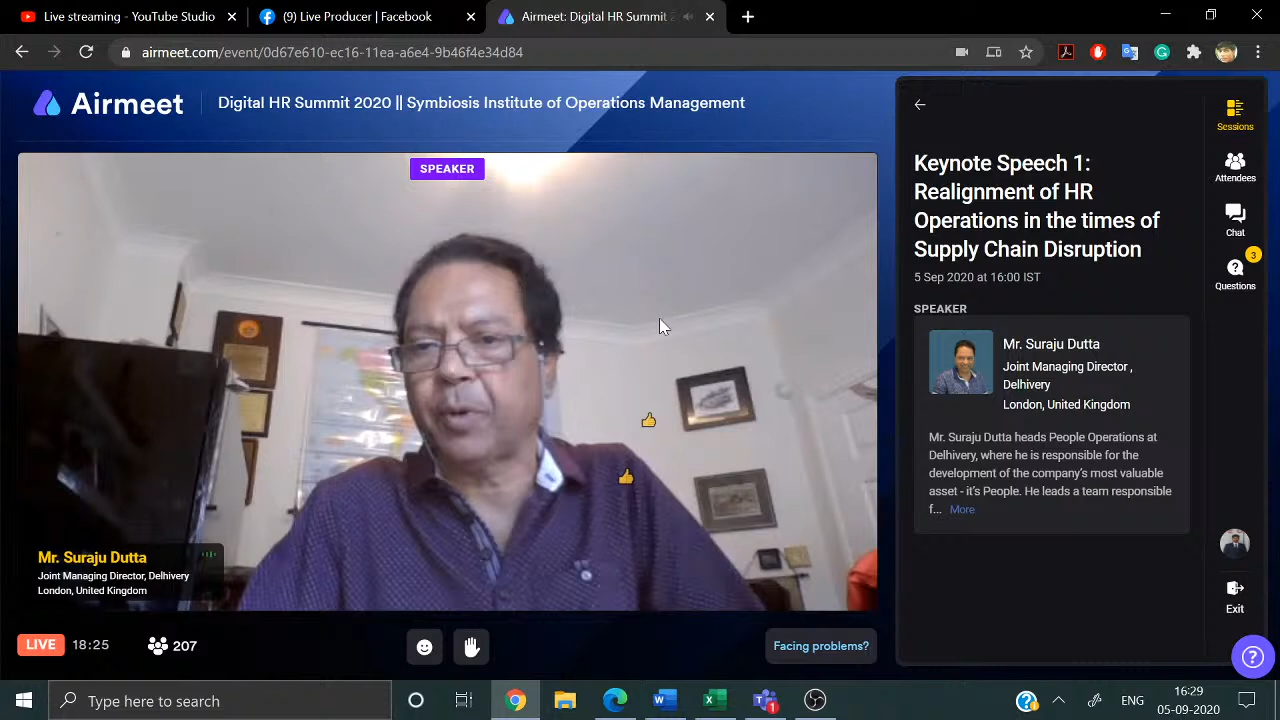 Live streaming - YouTube Studio
(9) Live Producer | Facebook
Airmeet: Digital HR Summit 2
airmeet.com/event/0d67e610-ec16-11ea-a6e4-9b46f4e34d84
Airmeet
Digital HR Summit 2020 || Symbiosis Institute of Operations Management
SPEAKER
Mr. Suraju Dutta
Joint Managing Director, Delhivery
London, United Kingdom
LIVE
18:25
207
Facing problems?
Keynote Speech 1:
Realignment of HR
Operations in the times of
Supply Chain Disruption
5 Sep 2020 at 16:00 IST
SPEAKER
Mr. Suraju Dutta
Joint Managing Director ,
Delhivery
London, United Kingdom
Mr. Suraju Dutta heads People Operations at
Delhivery, where he is responsible for the
development of the company's most valuable
asset - it's People. He leads a team responsible
f... More
Sessions
Attendees
Chat
3
Questions
Exit
Type here to search
1
ENG
16:29
05-09-2020